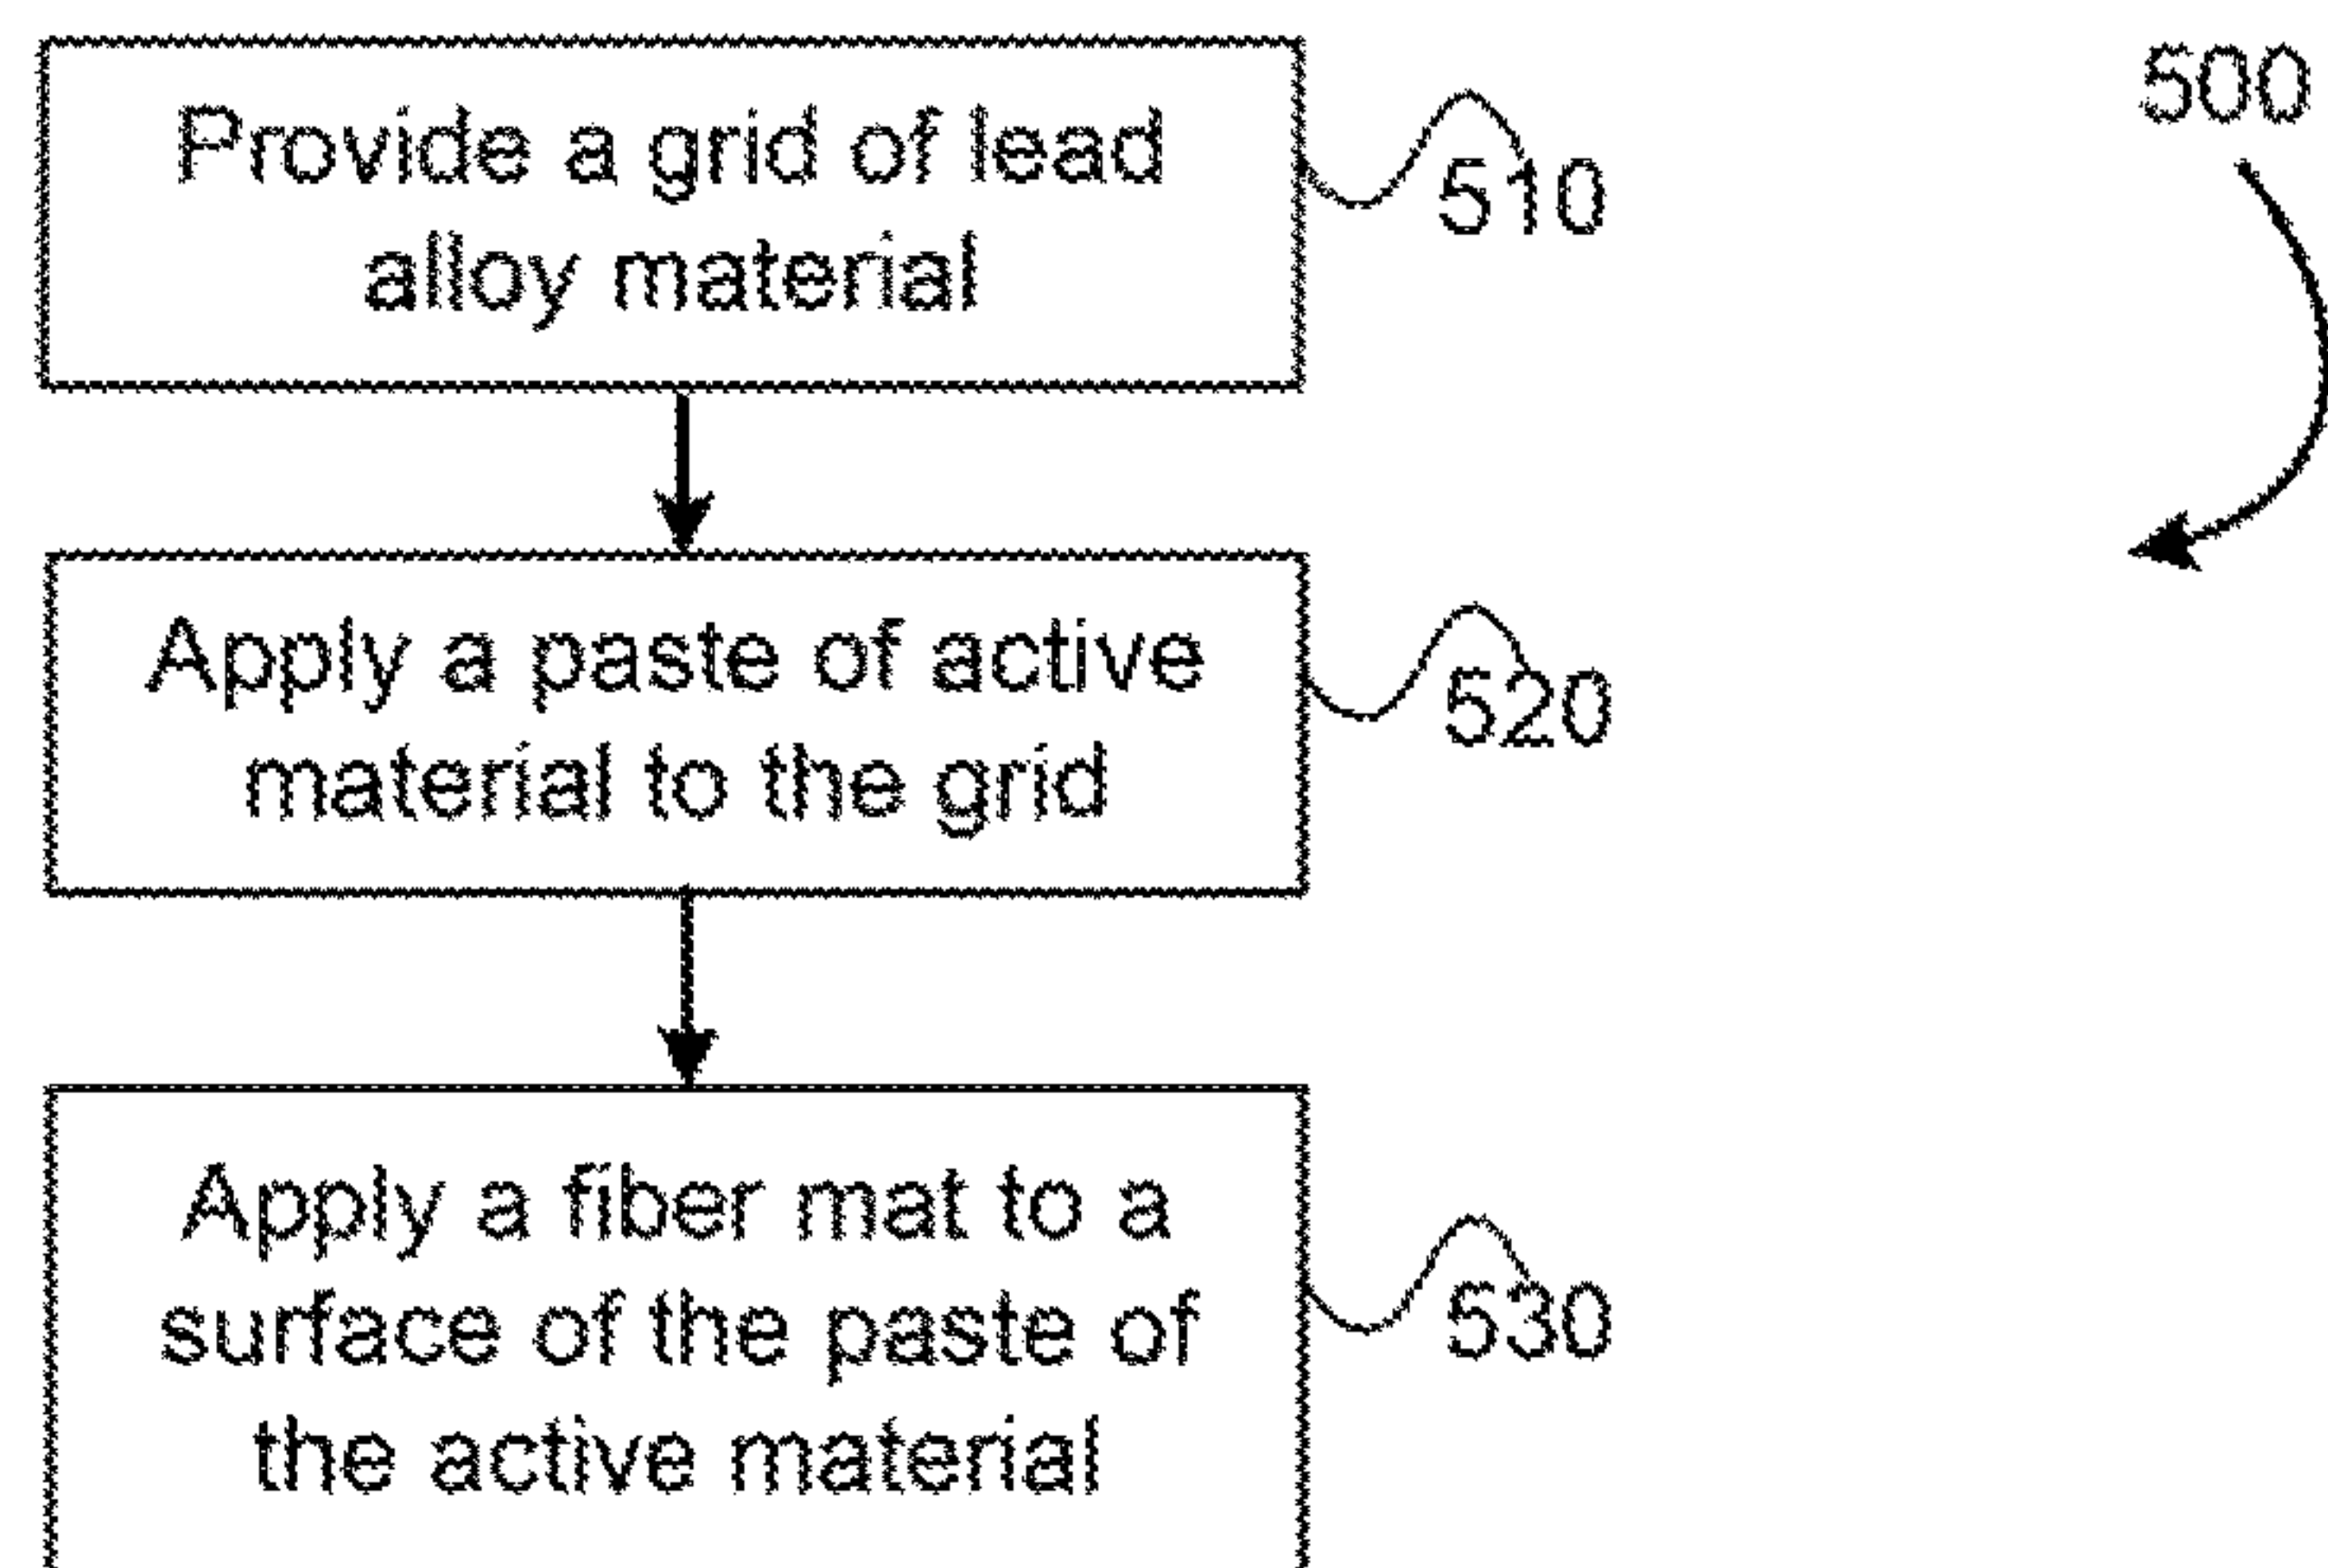 500
Provide a grid of lead
alloy material
510
Apply a paste of active
material to the grid
520
Apply a fiber mat to a
surface of the paste of
the active material
530